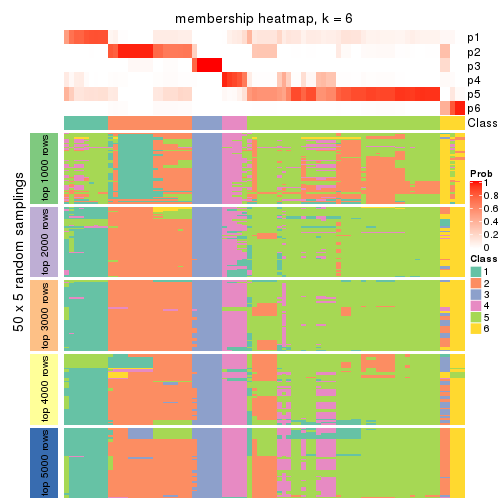 membership heatmap, k = 6
p1
p2
p3
p4
p5
p6
Class
50 x 5 random samplings
top 1000 rows
top 2000 rows
top 3000 rows
top 4000 rows
top 5000 rows
Prob
1
0.8
0.6
0.4
0.2
0
Class
1
2
3
4
5
6